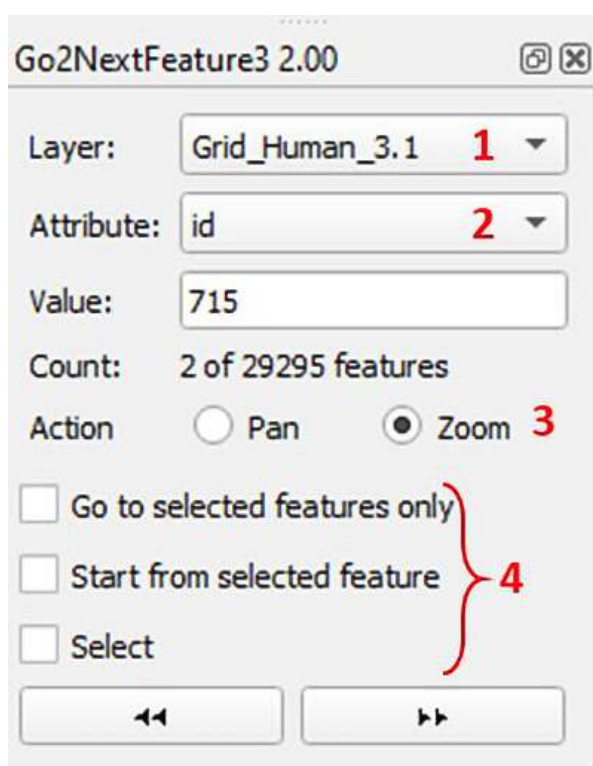 Go2NextFeature3 2.00
Layer: Grid_Human_3.1 1
Attribute: id 2
Value: 715
Count: 2 of 29295 features
Action Pan Zoom 3
Go to selected features only
Start from selected feature 4
Select